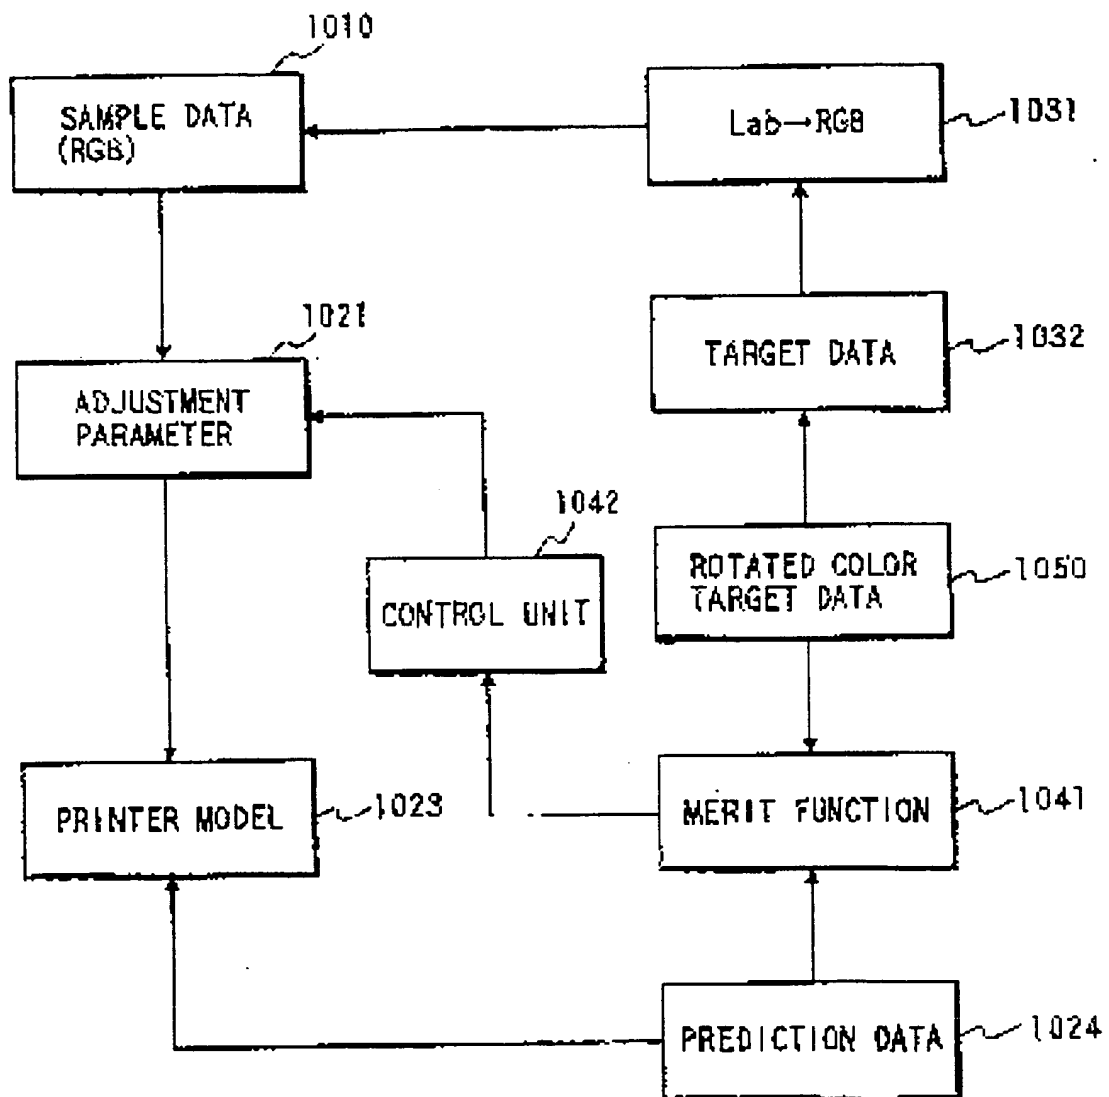 1010
SAMPLE DATA
(RGB)
Lab→RGB
1031
1021
ADJUSTMENT
PARAMETER
TARGET DATA
1032
1042
CONTROL UNIT
ROTATED COLOR
TARGET DATA
1050
PRINTER MODEL
1023
MERIT FUNCTION
1041
PREDICTION DATA
1024